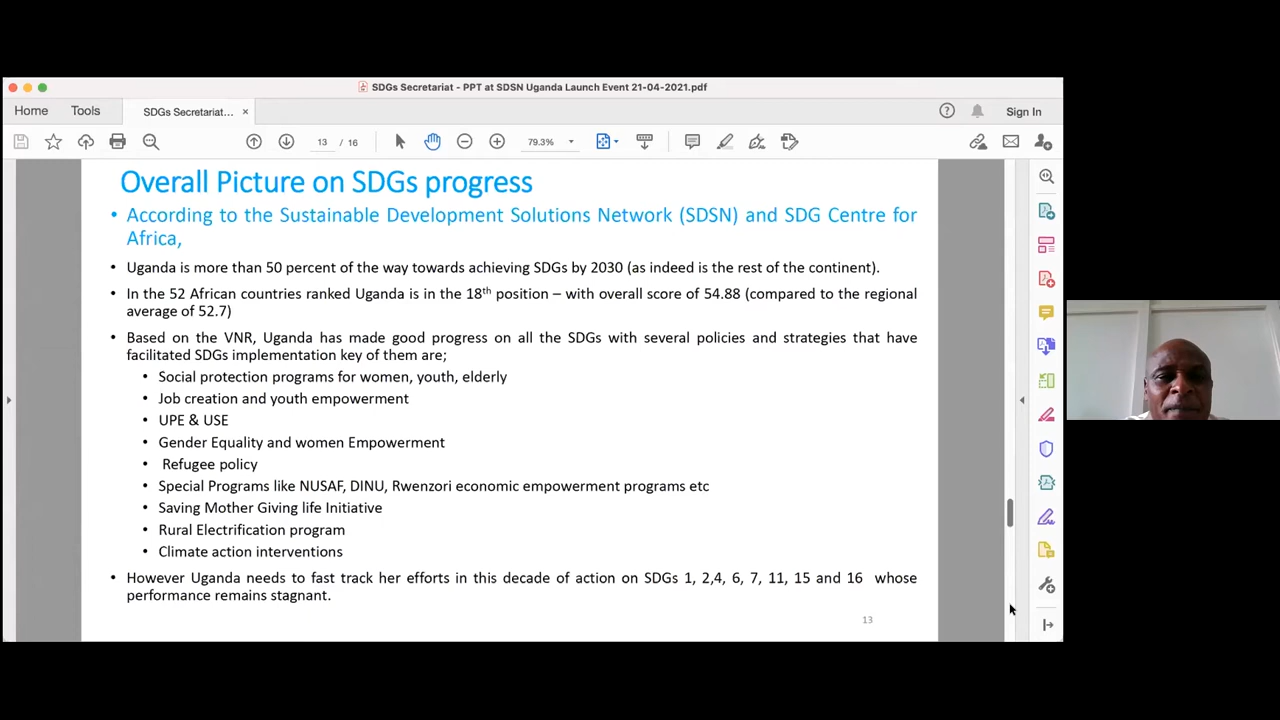 SDGs Secretariat - PPT at SDSN Uganda Launch Event 21-04-2021.pdf
Home Tools SDGs Secretariat... × Sign In
13 / 16 79.3%
Overall Picture on SDGs progress
• According to the Sustainable Development Solutions Network (SDSN) and SDG Centre for
Africa,
• Uganda is more than 50 percent of the way towards achieving SDGs by 2030 (as indeed is the rest of the continent).
• In the 52 African countries ranked Uganda is in the 18th position – with overall score of 54.88 (compared to the regional
average of 52.7)
• Based on the VNR, Uganda has made good progress on all the SDGs with several policies and strategies that have
facilitated SDGs implementation key of them are;
• Social protection programs for women, youth, elderly
• Job creation and youth empowerment
• UPE & USE
• Gender Equality and women Empowerment
• Refugee policy
• Special Programs like NUSAF, DINU, Rwenzori economic empowerment programs etc
• Saving Mother Giving life Initiative
• Rural Electrification program
• Climate action interventions
• However Uganda needs to fast track her efforts in this decade of action on SDGs 1, 2,4, 6, 7, 11, 15 and 16 whose
performance remains stagnant.
13